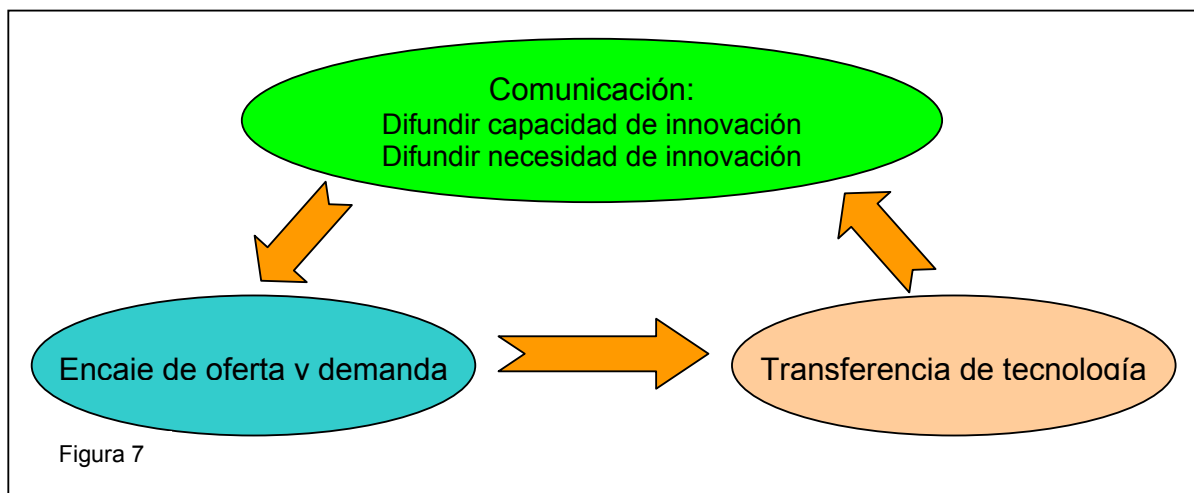 Comunicación:
Difundir capacidad de innovación
Difundir necesidad de innovación
Encaje de oferta y demanda
Transferencia de tecnología
Figura 7